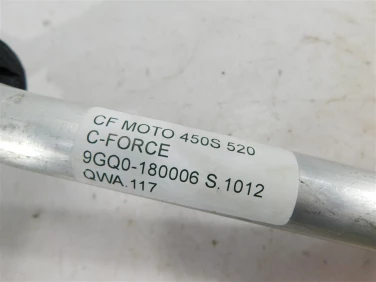 CF MOTO 450S 520
C-FORCE
9GQ0-180006 S.1012
QWA.117